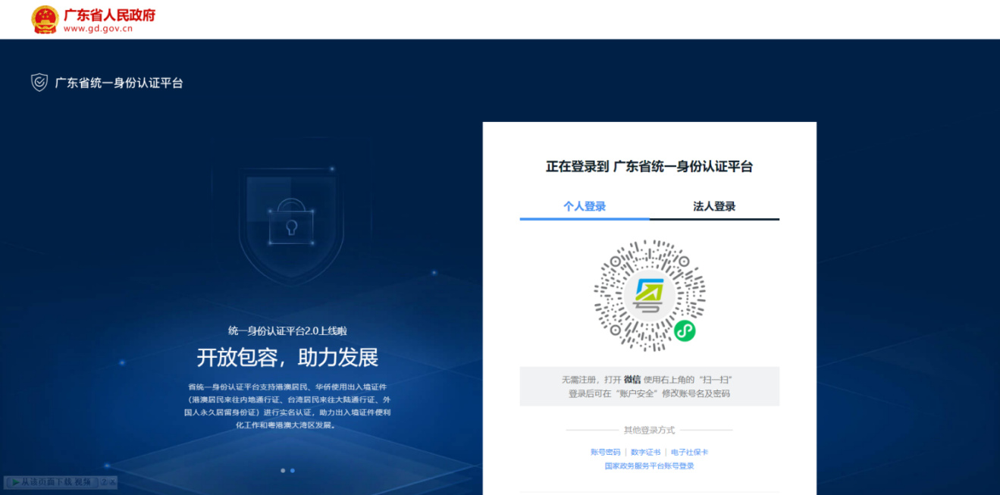 广东省人民政府
www.gd.gov.cn
广东省统一身份认证平台
统一身份认证平台2.0上线啦
开放包容，助力发展
省统一身份认证平台支持港澳居民、华侨使用出入境证件
（港澳居民来往内地通行证、台湾居民来往大陆通行证、外
国人永久居留身份证）进行实名认证，助力出入境证件便利
化工作和粤港澳大湾区发展。
正在登录到 广东省统一身份认证平台
个人登录 法人登录
无需注册，打开 微信 使用右上角的“扫一扫”
登录后可在“账户安全”修改账号名及密码
其他登录方式
账号密码 | 数字证书 | 电子社保卡
国家政务服务平台账号登录
从该页面下载 视频 ? x